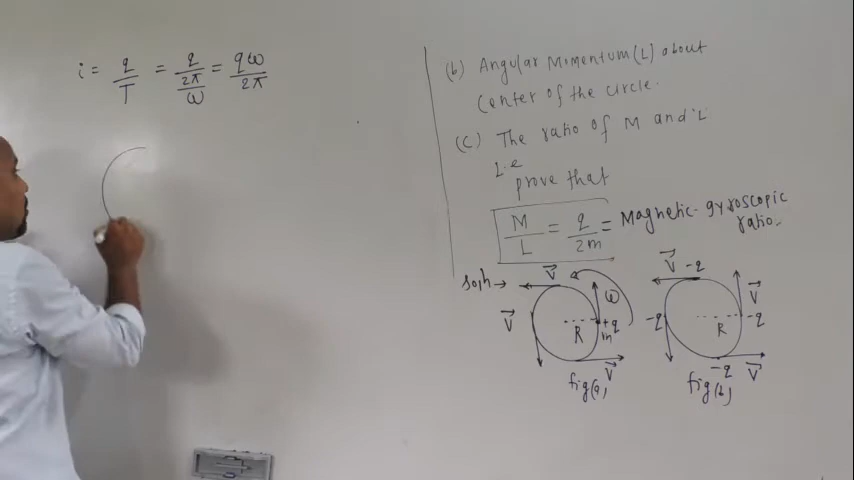 i = q/T = q/(2π/ω) = qω/2π
(b) Angular Momentum(L) about
center of the circle.
(c) The ratio of M and 'L'
i.e
prove that
M/L = q/2m = Magnetic-gyroscopic
ratio.
Soln→
V⃗
V⃗
ω
R
+q
m
V⃗
fig(a)
V⃗ -q
V⃗
-q
R
-q
-q
V⃗
fig(b)